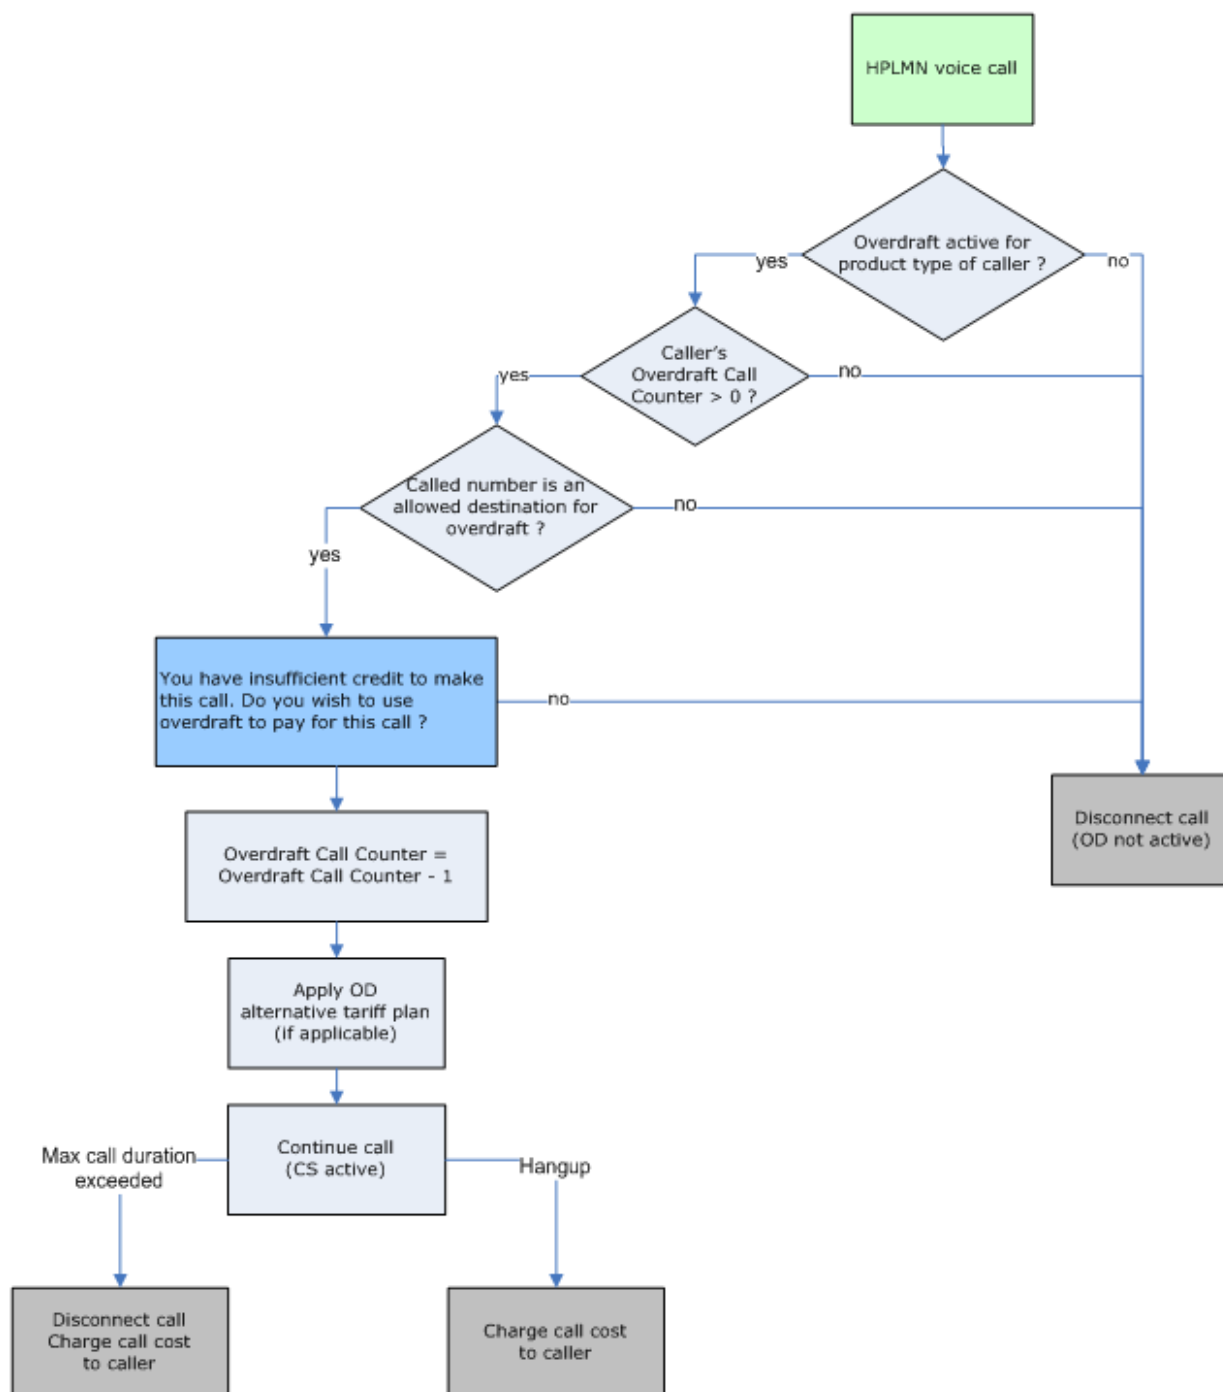 HPLMN voice call
Overdraft active for
product type of caller ?
yes
no
Caller's
Overdraft Call
Counter > 0 ?
yes
no
Called number is an
allowed destination for
overdraft ?
no
yes
You have insufficient credit to make
this call. Do you wish to use
overdraft to pay for this call ?
no
Disconnect call
(OD not active)
Overdraft Call Counter =
Overdraft Call Counter - 1
Apply OD
alternative tariff plan
(if applicable)
Continue call
(CS active)
Max call duration
exceeded
Hangup
Disconnect call
Charge call cost
to caller
Charge call cost
to caller